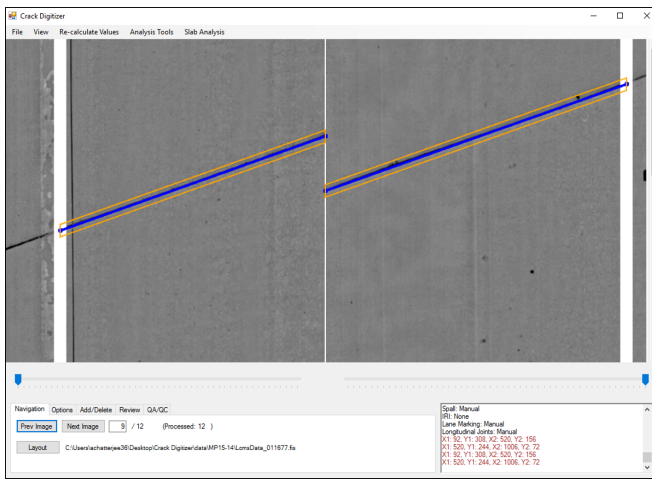 Crack Digitizer
File View Re-calculate Values Analysis Tools Slab Analysis
Navigation Options Add/Delete Review QA/QC
Prev Image Next Image 9 / 12 (Processed: 12 )
Layout C:\Users\achatterjee36\Desktop\Crack Digitizer\data\MP15-14\LcmsData_011677.fis
Spall: Manual
IRI: None
Lane Marking: Manual
Longitudinal Joints: Manual
X1: 92, Y1: 308, X2: 520, Y2: 156
X1: 520, Y1: 244, X2: 1006, Y2: 72
X1: 92, Y1: 308, X2: 520, Y2: 156
X1: 520, Y1: 244, X2: 1006, Y2: 72